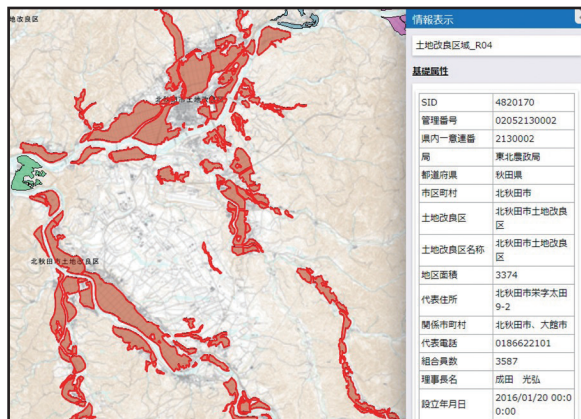 地改良区
北秋田市土地改良区
北秋田市土地改良区
情報表示
土地改良区域_R04
基礎属性
SID 4820170
管理番号 02052130002
県内一意連番 2130002
局 東北農政局
都道府県 秋田県
市区町村 北秋田市
土地改良区 北秋田市土地改良
区
土地改良区名称 北秋田市土地改良
区
地区面積 3374
代表住所 北秋田市栄字太田
9-2
関係市町村 北秋田市、大館市
代表電話 0186622101
組合員数 3587
理事長名 成田　光弘
設立年月日 2016/01/20 00:0
0:00